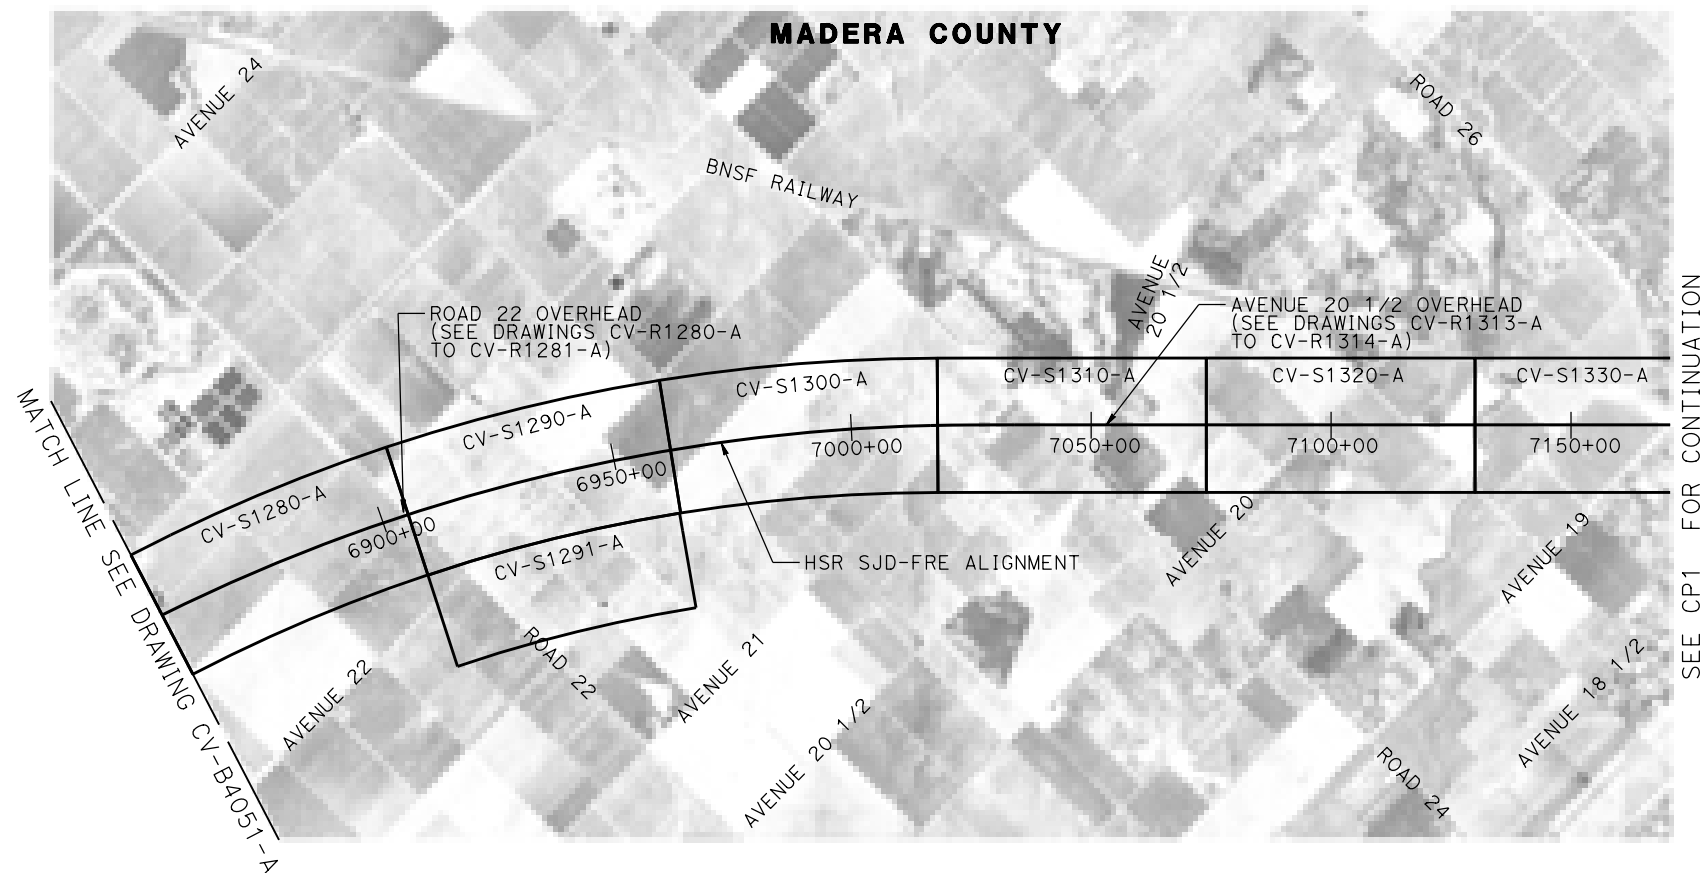 MADERA COUNTY
AVENUE 24
ROAD 26
BNSF RAILWAY
AVENUE
20 1/2
ROAD 22 OVERHEAD
(SEE DRAWINGS CV-R1280-A
TO CV-R1281-A)
AVENUE 20 1/2 OVERHEAD
(SEE DRAWINGS CV-R1313-A
TO CV-R1314-A)
CV-S1280-A
CV-S1290-A
CV-S1300-A
CV-S1310-A
CV-S1320-A
CV-S1330-A
6900+00
6950+00
7000+00
7050+00
7100+00
7150+00
CV-S1291-A
HSR SJD-FRE ALIGNMENT
AVENUE 22
ROAD 22
AVENUE 21
AVENUE 20 1/2
AVENUE 20
AVENUE 19
AVENUE 18 1/2
ROAD 24
MATCH LINE SEE DRAWING CV-B4051-A
SEE CP1 FOR CONTINUATION